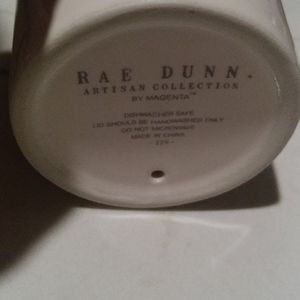 RAE DUNN.
ARTISAN COLLECTION
BY MAGENTA™
DISHWASHER SAFE
LID SHOULD BE HANDWASHED ONLY
DO NOT MICROWAVE
MADE IN CHINA